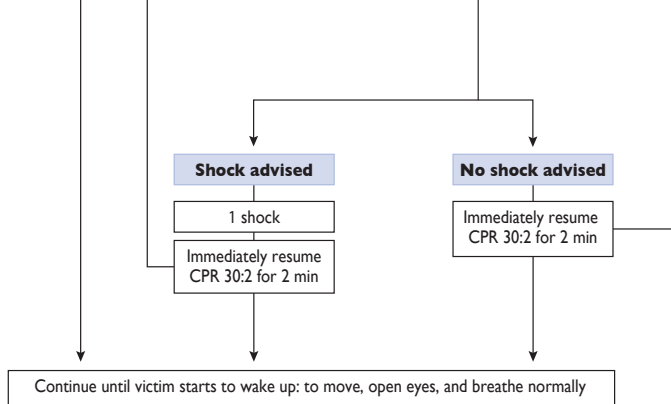 Shock advised
1 shock
Immediately resume
CPR 30:2 for 2 min
No shock advised
Immediately resume
CPR 30:2 for 2 min
Continue until victim starts to wake up: to move, open eyes, and breathe normally